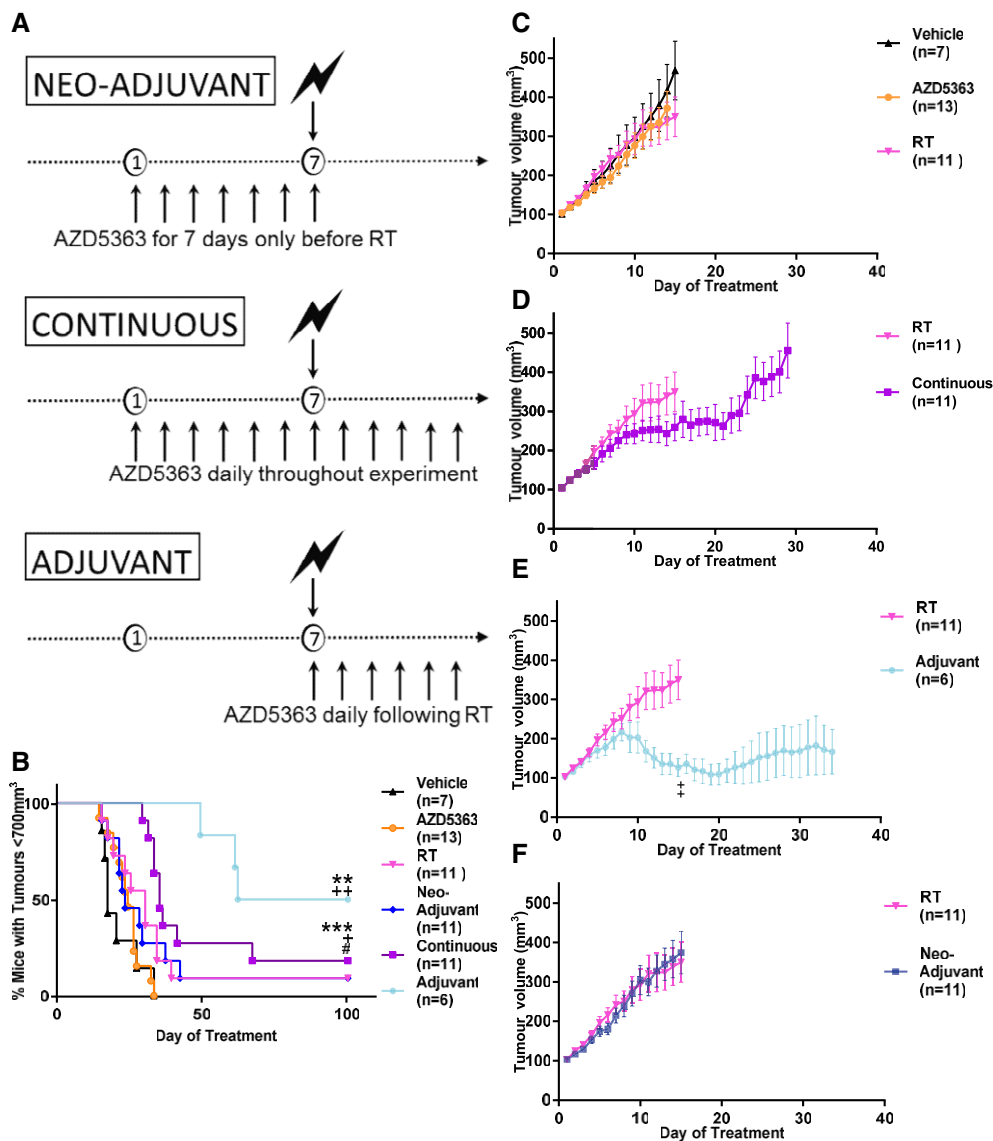 A
NEO-ADJUVANT
1
7
AZD5363 for 7 days only before RT
CONTINUOUS
1
7
AZD5363 daily throughout experiment
ADJUVANT
1
7
AZD5363 daily following RT
B
% Mice with Tumours <700mm³
100
50
0
0
50
100
Day of Treatment
**
++
***
+
#
Vehicle
(n=7)
AZD5363
(n=13)
RT
(n=11 )
Neo-
Adjuvant
(n=11)
Continuous
(n=11)
Adjuvant
(n=6)
C
Tumour volume (mm³)
500
400
300
200
100
0
0
10
20
30
40
Day of Treatment
Vehicle
(n=7)
AZD5363
(n=13)
RT
(n=11 )
D
Tumour volume (mm³)
500
400
300
200
100
0
0
10
20
30
40
Day of Treatment
RT
(n=11 )
Continuous
(n=11)
E
Tumour volume (mm³)
500
400
300
200
100
0
0
10
20
30
40
‡
Day of Treatment
RT
(n=11)
Adjuvant
(n=6)
F
Tumour volume (mm³)
500
400
300
200
100
0
0
10
20
30
40
Day of Treatment
RT
(n=11)
Neo-
Adjuvant
(n=11)